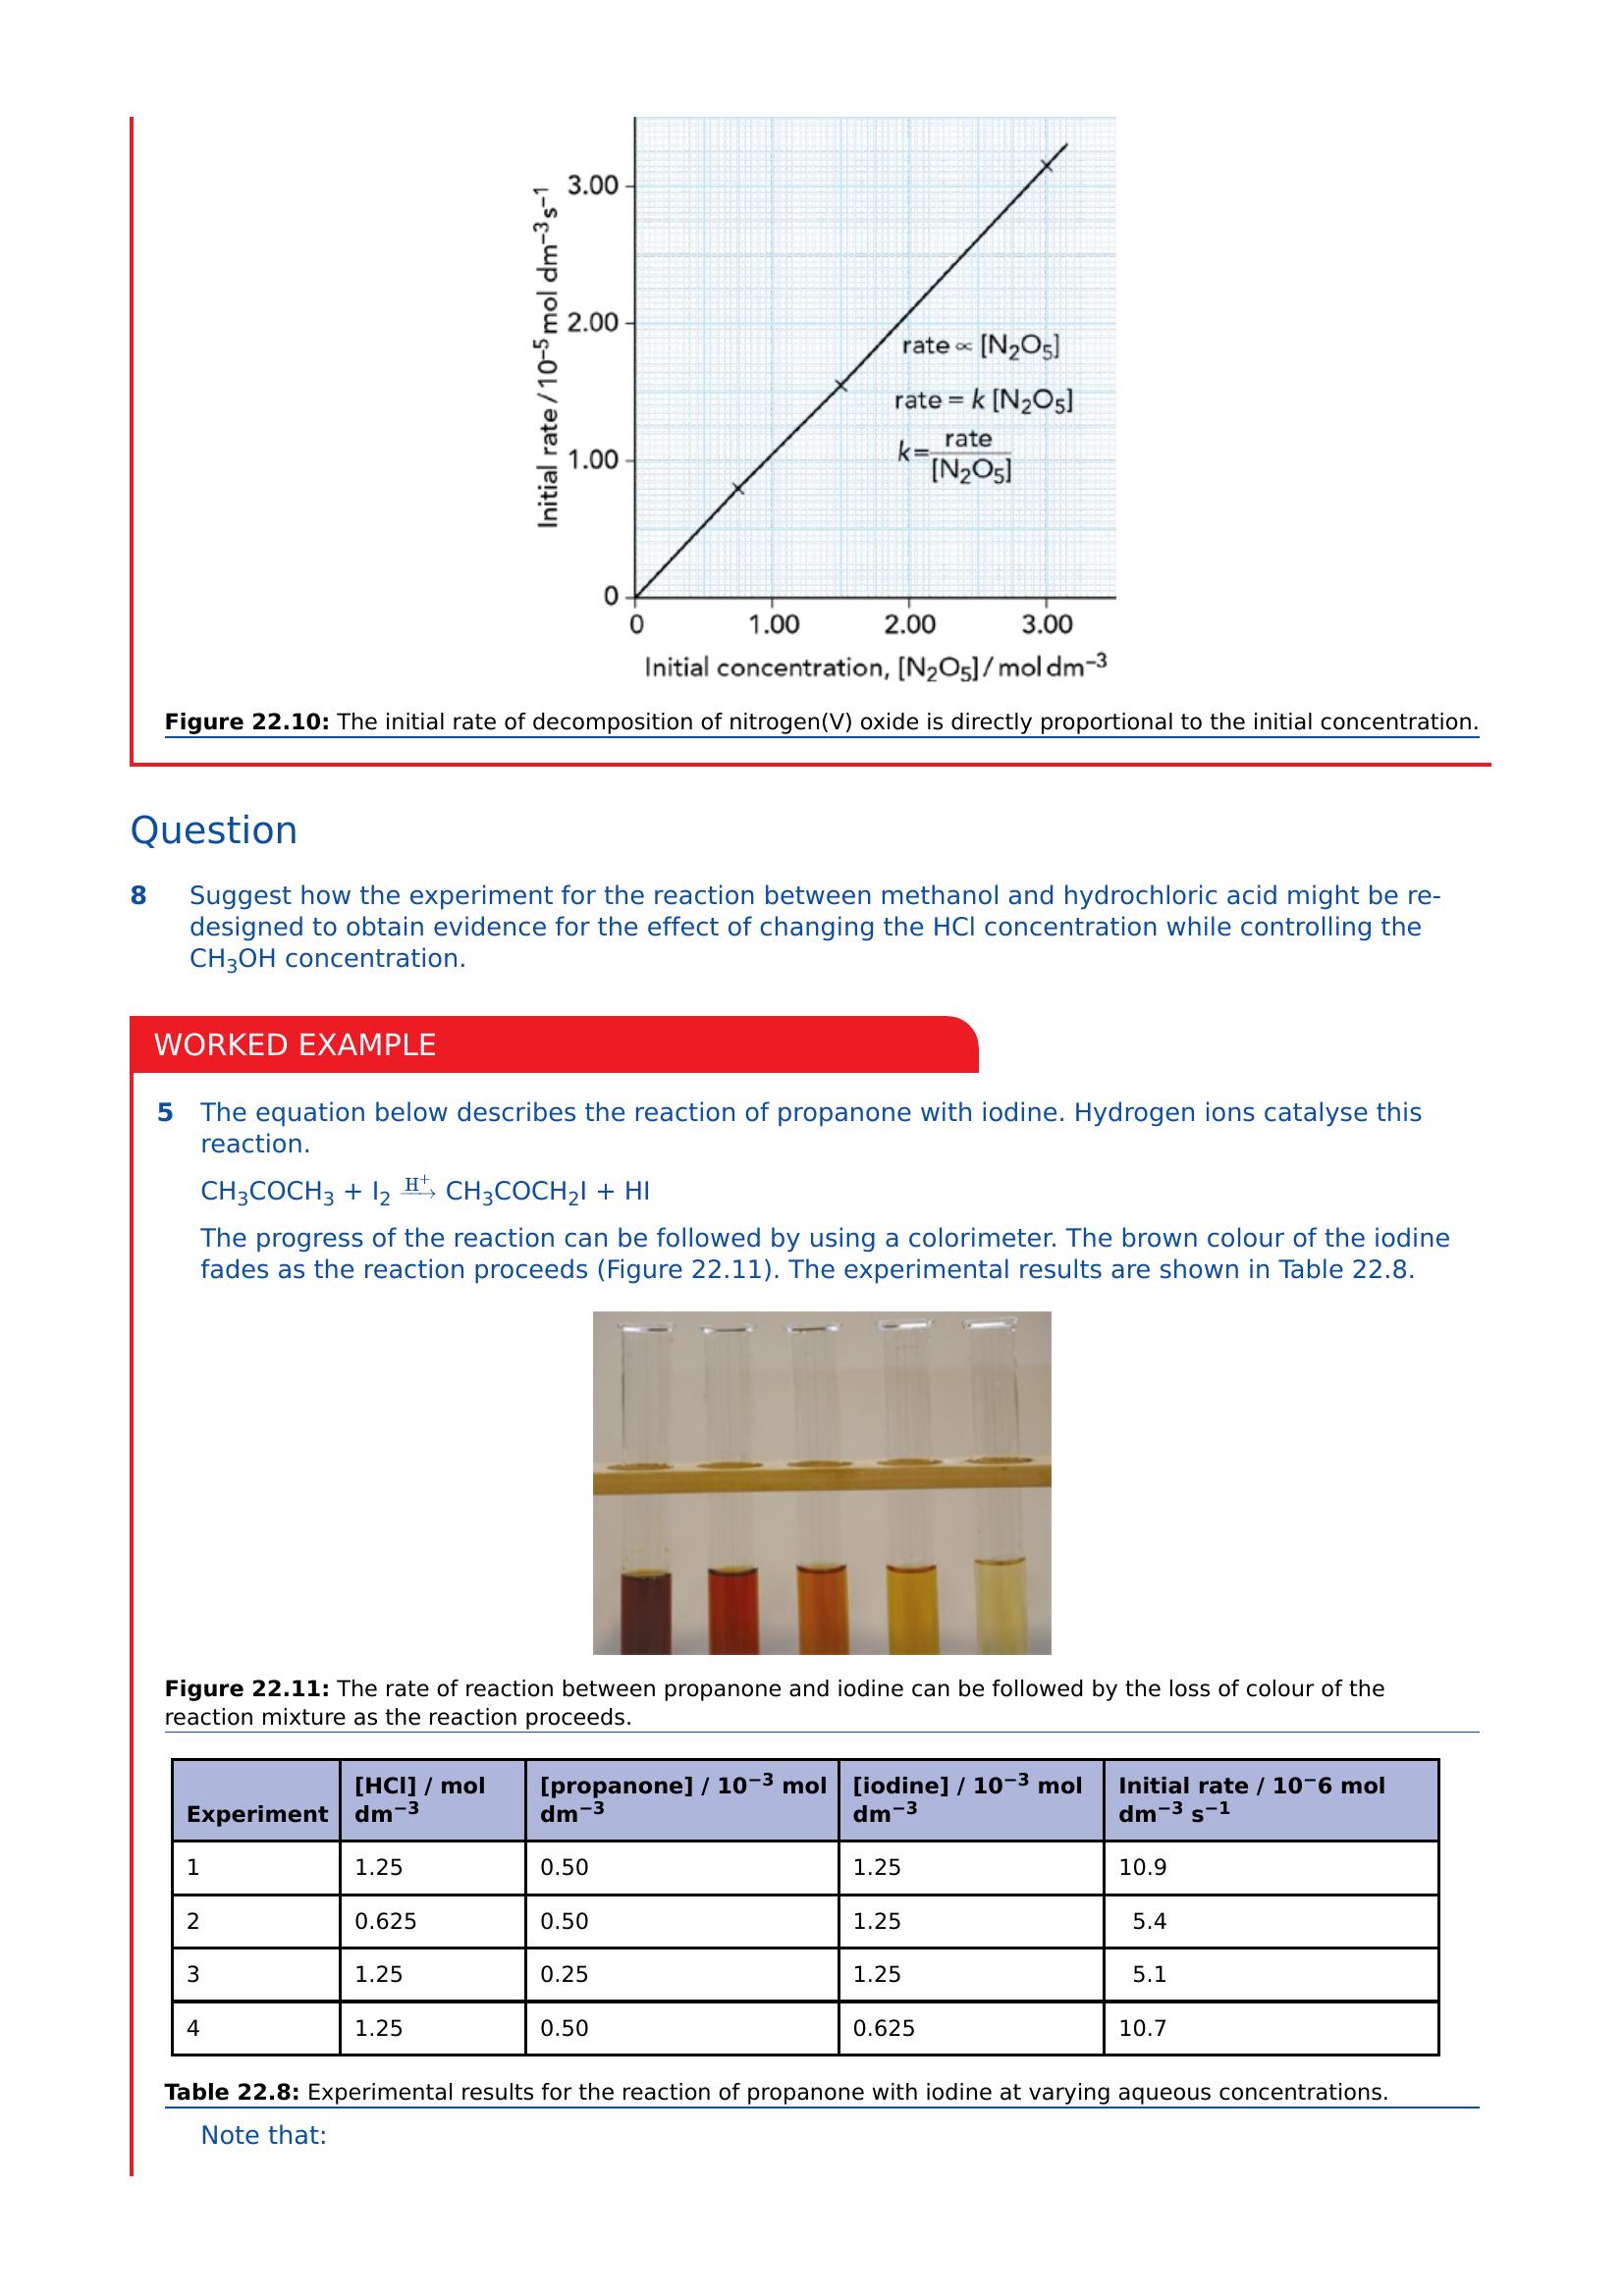 3.00
2.00
1.00
0
Initial rate / 10⁻⁵ mol dm⁻³ s⁻¹
rate ∝ [N₂O₅]
rate = k [N₂O₅]
k = rate
[N₂O₅]
0 1.00 2.00 3.00
Initial concentration, [N₂O₅] / mol dm⁻³
Figure 22.10: The initial rate of decomposition of nitrogen(V) oxide is directly proportional to the initial concentration.
Question
8 Suggest how the experiment for the reaction between methanol and hydrochloric acid might be re-
designed to obtain evidence for the effect of changing the HCl concentration while controlling the
CH₃OH concentration.
WORKED EXAMPLE
5 The equation below describes the reaction of propanone with iodine. Hydrogen ions catalyse this
reaction.
CH₃COCH₃ + I₂ H⁺→ CH₃COCH₂I + HI
The progress of the reaction can be followed by using a colorimeter. The brown colour of the iodine
fades as the reaction proceeds (Figure 22.11). The experimental results are shown in Table 22.8.
Figure 22.11: The rate of reaction between propanone and iodine can be followed by the loss of colour of the
reaction mixture as the reaction proceeds.
Experiment [HCl] / mol dm⁻³ [propanone] / 10⁻³ mol dm⁻³ [iodine] / 10⁻³ mol dm⁻³ Initial rate / 10⁻6 mol dm⁻³ s⁻¹
1 1.25 0.50 1.25 10.9
2 0.625 0.50 1.25 5.4
3 1.25 0.25 1.25 5.1
4 1.25 0.50 0.625 10.7
Table 22.8: Experimental results for the reaction of propanone with iodine at varying aqueous concentrations.
Note that: